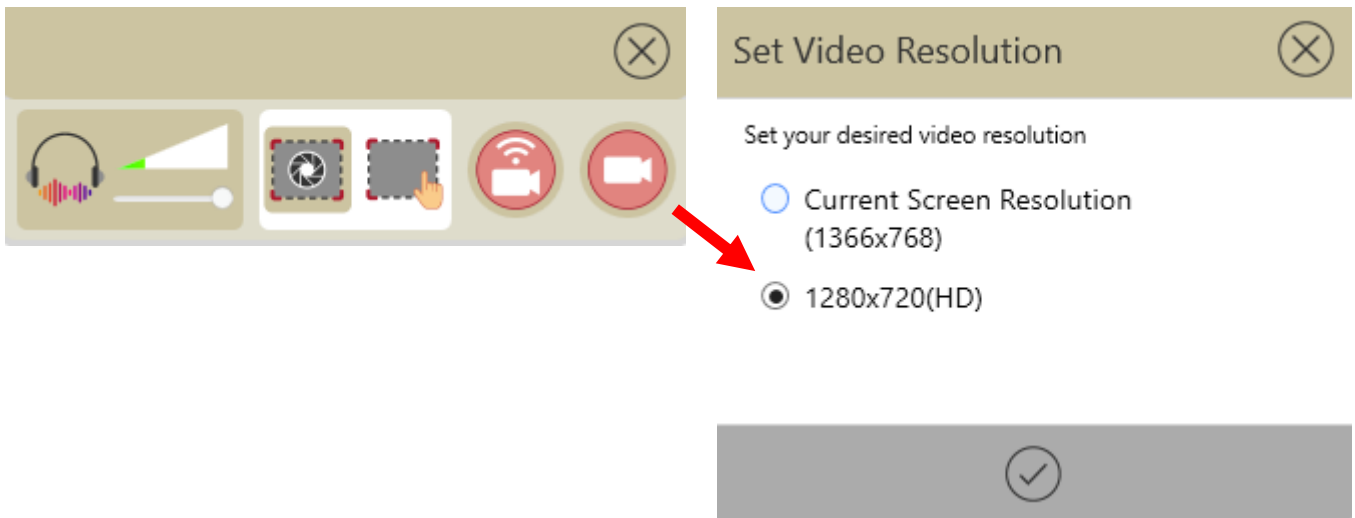 Set Video Resolution
Set your desired video resolution
Current Screen Resolution
(1366x768)
1280x720(HD)